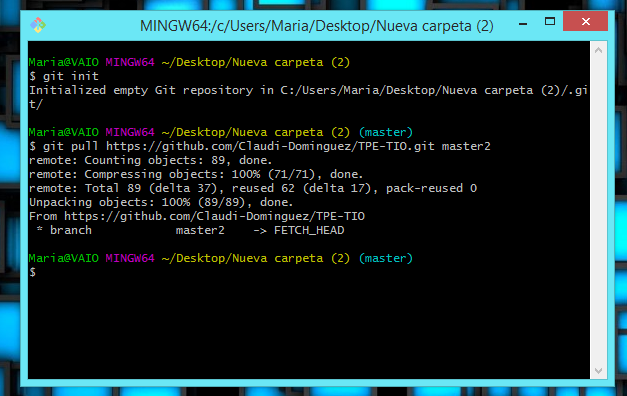 MINGW64:/c/Users/Maria/Desktop/Nueva carpeta (2)
Maria@VAIO MINGW64 ~/Desktop/Nueva carpeta (2)
$ git init
Initialized empty Git repository in C:/Users/Maria/Desktop/Nueva carpeta (2)/.gi
t/
Maria@VAIO MINGW64 ~/Desktop/Nueva carpeta (2) (master)
$ git pull https://github.com/Claudi-Dominguez/TPE-TIO.git master2
remote: Counting objects: 89, done.
remote: Compressing objects: 100% (71/71), done.
remote: Total 89 (delta 37), reused 62 (delta 17), pack-reused 0
Unpacking objects: 100% (89/89), done.
From https://github.com/Claudi-Dominguez/TPE-TIO
 * branch            master2    -> FETCH_HEAD
Maria@VAIO MINGW64 ~/Desktop/Nueva carpeta (2) (master)
$